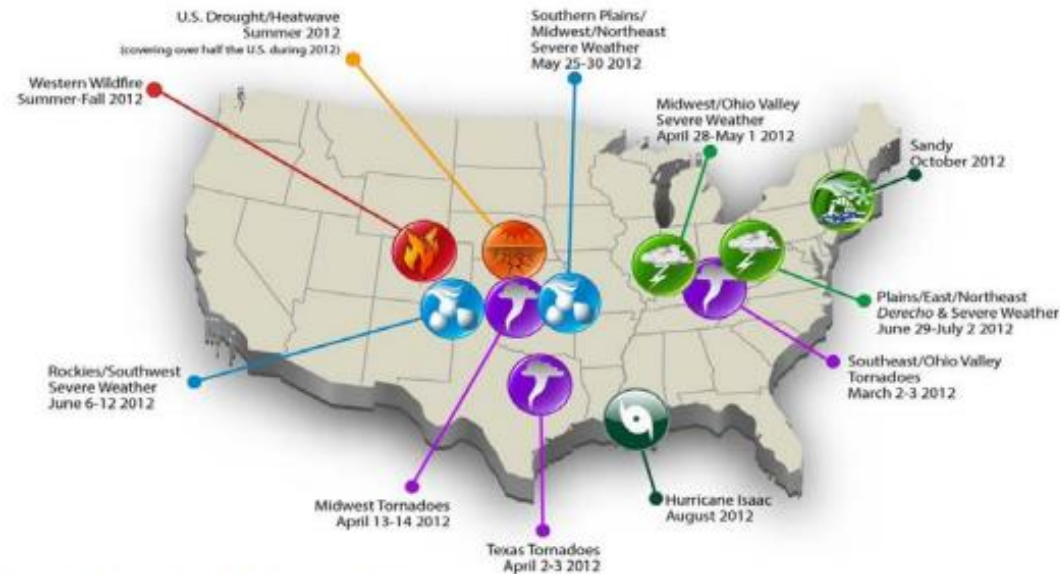 U.S. Drought/Heatwave
Summer 2012
(covering over half the U.S. during 2012)
Southern Plains/
Midwest/Northeast
Severe Weather
May 25-30 2012
Western Wildfire
Summer-Fall 2012
Midwest/Ohio Valley
Severe Weather
April 28-May 1 2012
Sandy
October 2012
Plains/East/Northeast
Derecho & Severe Weather
June 29-July 2 2012
Rockies/Southwest
Severe Weather
June 6-12 2012
Southeast/Ohio Valley
Tornadoes
March 2-3 2012
Midwest Tornadoes
April 13-14 2012
Hurricane Isaac
August 2012
Texas Tornadoes
April 2-3 2012